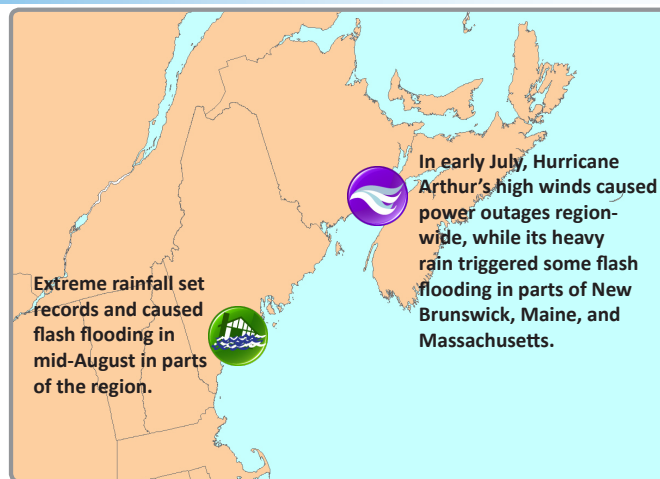 In early July, Hurricane
Arthur's high winds caused
power outages region-
wide, while its heavy
rain triggered some flash
flooding in parts of New
Brunswick, Maine, and
Massachusetts.
Extreme rainfall set
records and caused
flash flooding in
mid-August in parts
of the region.